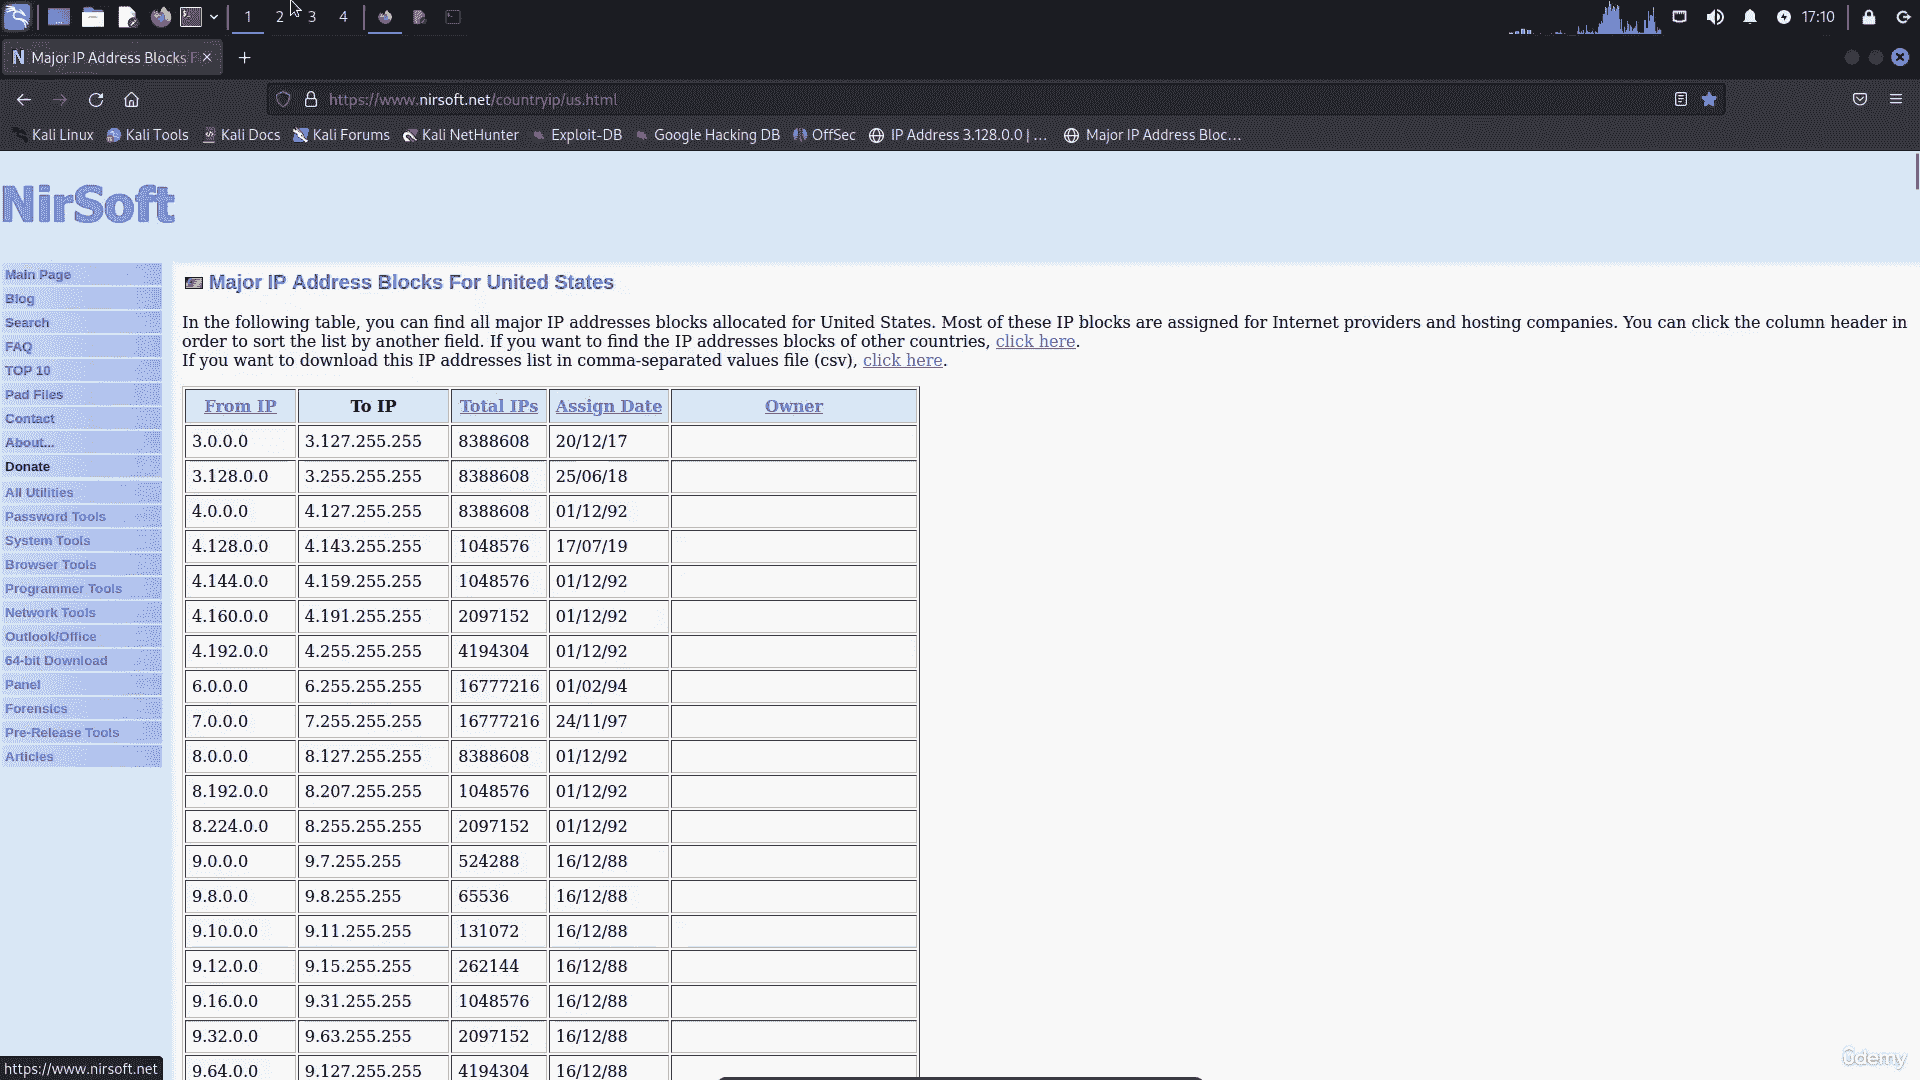 1 2 3 4 17:10
Major IP Address Blocks F
https://www.nirsoft.net/countryip/us.html
Kali Linux Kali Tools Kali Docs Kali Forums Kali NetHunter Exploit-DB Google Hacking DB OffSec IP Address 3.128.0.0 | ... Major IP Address Bloc...
NirSoft
Main Page
Blog
Search
FAQ
TOP 10
Pad Files
Contact
About...
Donate
All Utilities
Password Tools
System Tools
Browser Tools
Programmer Tools
Network Tools
Outlook/Office
64-bit Download
Panel
Forensics
Pre-Release Tools
Articles
Major IP Address Blocks For United States
In the following table, you can find all major IP addresses blocks allocated for United States. Most of these IP blocks are assigned for Internet providers and hosting companies. You can click the column header in
order to sort the list by another field. If you want to find the IP addresses blocks of other countries, click here.
If you want to download this IP addresses list in comma-separated values file (csv), click here.
From IP To IP Total IPs Assign Date Owner
3.0.0.0 3.127.255.255 8388608 20/12/17
3.128.0.0 3.255.255.255 8388608 25/06/18
4.0.0.0 4.127.255.255 8388608 01/12/92
4.128.0.0 4.143.255.255 1048576 17/07/19
4.144.0.0 4.159.255.255 1048576 01/12/92
4.160.0.0 4.191.255.255 2097152 01/12/92
4.192.0.0 4.255.255.255 4194304 01/12/92
6.0.0.0 6.255.255.255 16777216 01/02/94
7.0.0.0 7.255.255.255 16777216 24/11/97
8.0.0.0 8.127.255.255 8388608 01/12/92
8.192.0.0 8.207.255.255 1048576 01/12/92
8.224.0.0 8.255.255.255 2097152 01/12/92
9.0.0.0 9.7.255.255 524288 16/12/88
9.8.0.0 9.8.255.255 65536 16/12/88
9.10.0.0 9.11.255.255 131072 16/12/88
9.12.0.0 9.15.255.255 262144 16/12/88
9.16.0.0 9.31.255.255 1048576 16/12/88
9.32.0.0 9.63.255.255 2097152 16/12/88
9.64.0.0 9.127.255.255 4194304 16/12/88
https://www.nirsoft.net
ûdemy